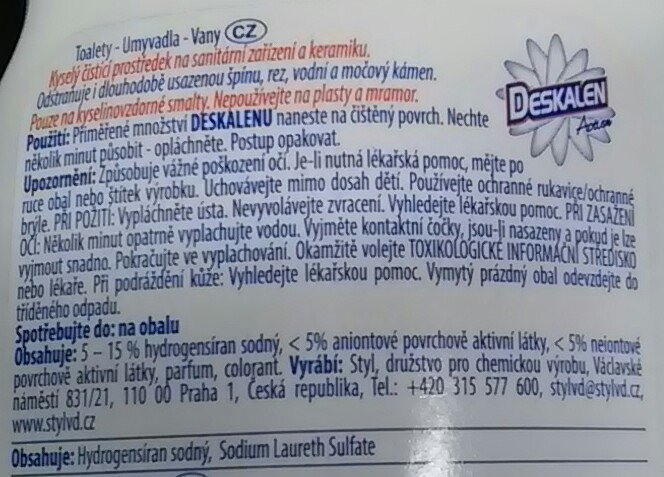 Toalety - Umyvadla - Vany CZ
Kyselý čisticí prostředek na sanitární zařízení a keramiku.
Odstraňuje i dlouhodobě usazenou špínu, rez, vodní a močový kámen.
Pouze na kyselinovzdorné smalty. Nepoužívejte na plasty a mramor.
Použití: Přiměřené množství DESKALENU naneste na čištěný povrch. Nechte
několik minut působit - opláchněte. Postup opakovat.
Upozornění: Způsobuje vážné poškození očí. Je-li nutná lékařská pomoc, mějte po
ruce obal nebo štítek výrobku. Uchovávejte mimo dosah dětí. Používejte ochranné rukavice/ochranné
brýle. PŘI POŽITÍ: Vypláchněte ústa. Nevyvolávejte zvracení. Vyhledejte lékařskou pomoc. PŘI ZASAŽENÍ
OČÍ: Několik minut opatrně vyplachujte vodou. Vyjměte kontaktní čočky, jsou-li nasazeny a pokud je lze
vyjmout snadno. Pokračujte ve vyplachování. Okamžitě volejte TOXIKOLOGICKÉ INFORMAČNÍ STŘEDISKO
nebo lékaře. Při podráždění kůže: Vyhledejte lékařskou pomoc. Vymytý prázdný obal odevzdejte do
tříděného odpadu.
Spotřebujte do: na obalu
Obsahuje: 5 – 15 % hydrogensíran sodný, < 5% aniontové povrchově aktivní látky, < 5% neiontové
povrchově aktivní látky, parfum, colorant. Vyrábí: Styl, družstvo pro chemickou výrobu, Václavské
náměstí 831/21, 110 00 Praha 1, Česká republika, Tel.: +420 315 577 600, stylvd@stylvd.cz,
www.stylvd.cz
Obsahuje: Hydrogensíran sodný, Sodium Laureth Sulfate
DESKALEN
Active